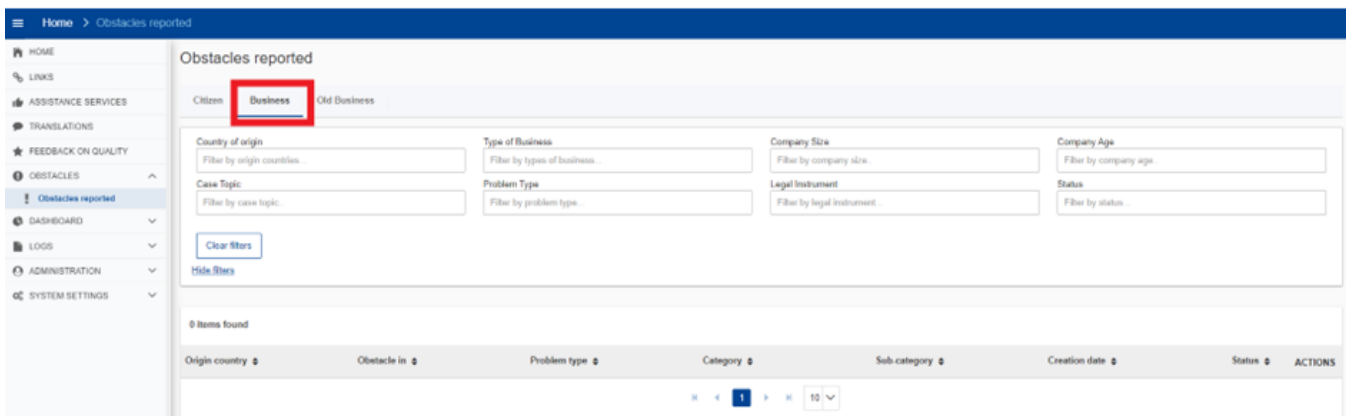 Home > Obstacles reported
HOME
LINKS
ASSISTANCE SERVICES
TRANSLATIONS
FEEDBACK ON QUALITY
OBSTACLES
Obstacles reported
DASHBOARD
LOGS
ADMINISTRATION
SYSTEM SETTINGS
Obstacles reported
Citizen Business Old Business
Country of origin Type of Business Company Size Company Age
Filter by origin countries... Filter by types of business... Filter by company size.. Filter by company age..
Case Topic Problem Type Legal Instrument Status
Filter by case topic.. Filter by problem type... Filter by legal instrument... Filter by status ...
Clear filters
Hide filters
0 items found
Origin country Obstacle in Problem type Category Sub-category Creation date Status ACTIONS
1 10